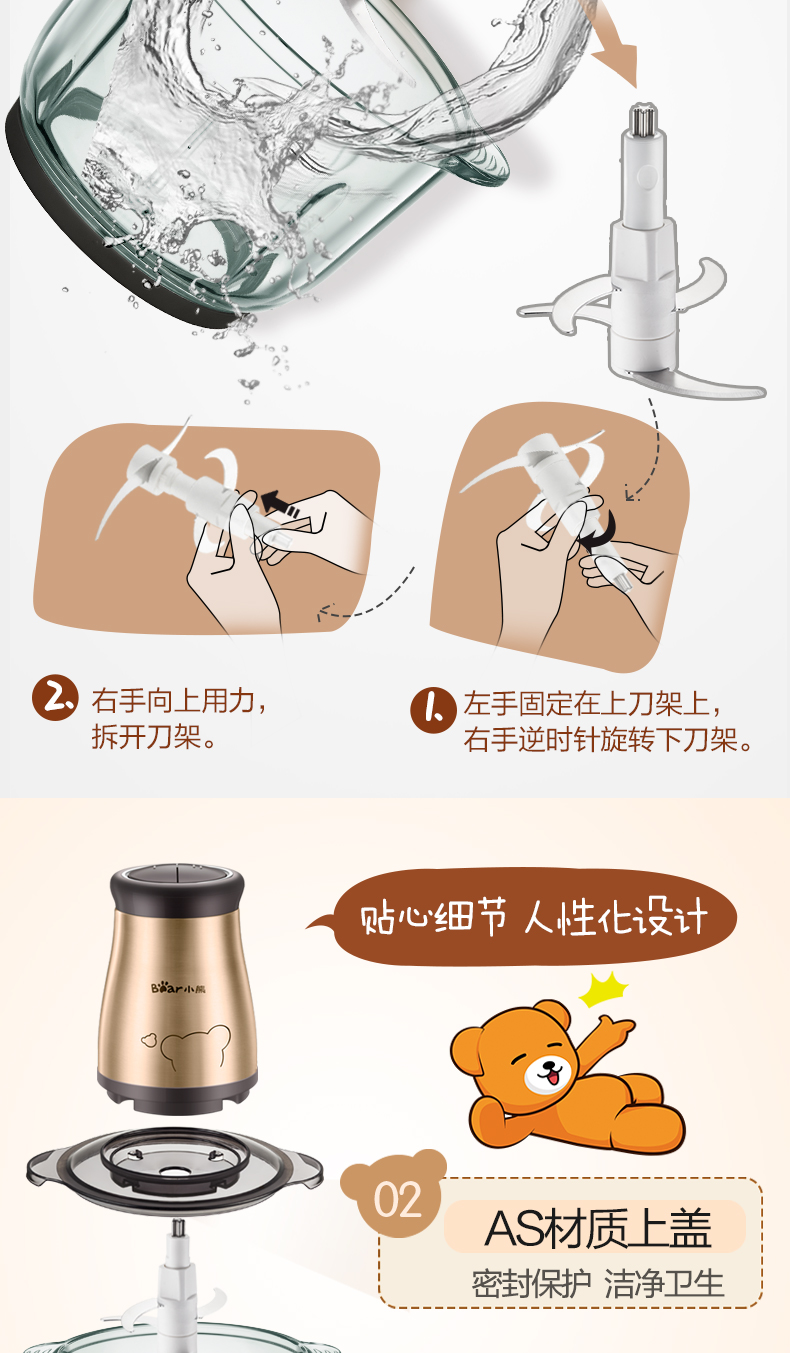 2.
右手向上用力，
拆开刀架。
1.
左手固定在上刀架上，
右手逆时针旋转下刀架。
贴心细节 人性化设计
Bear小熊
02
AS材质上盖
密封保护 洁净卫生